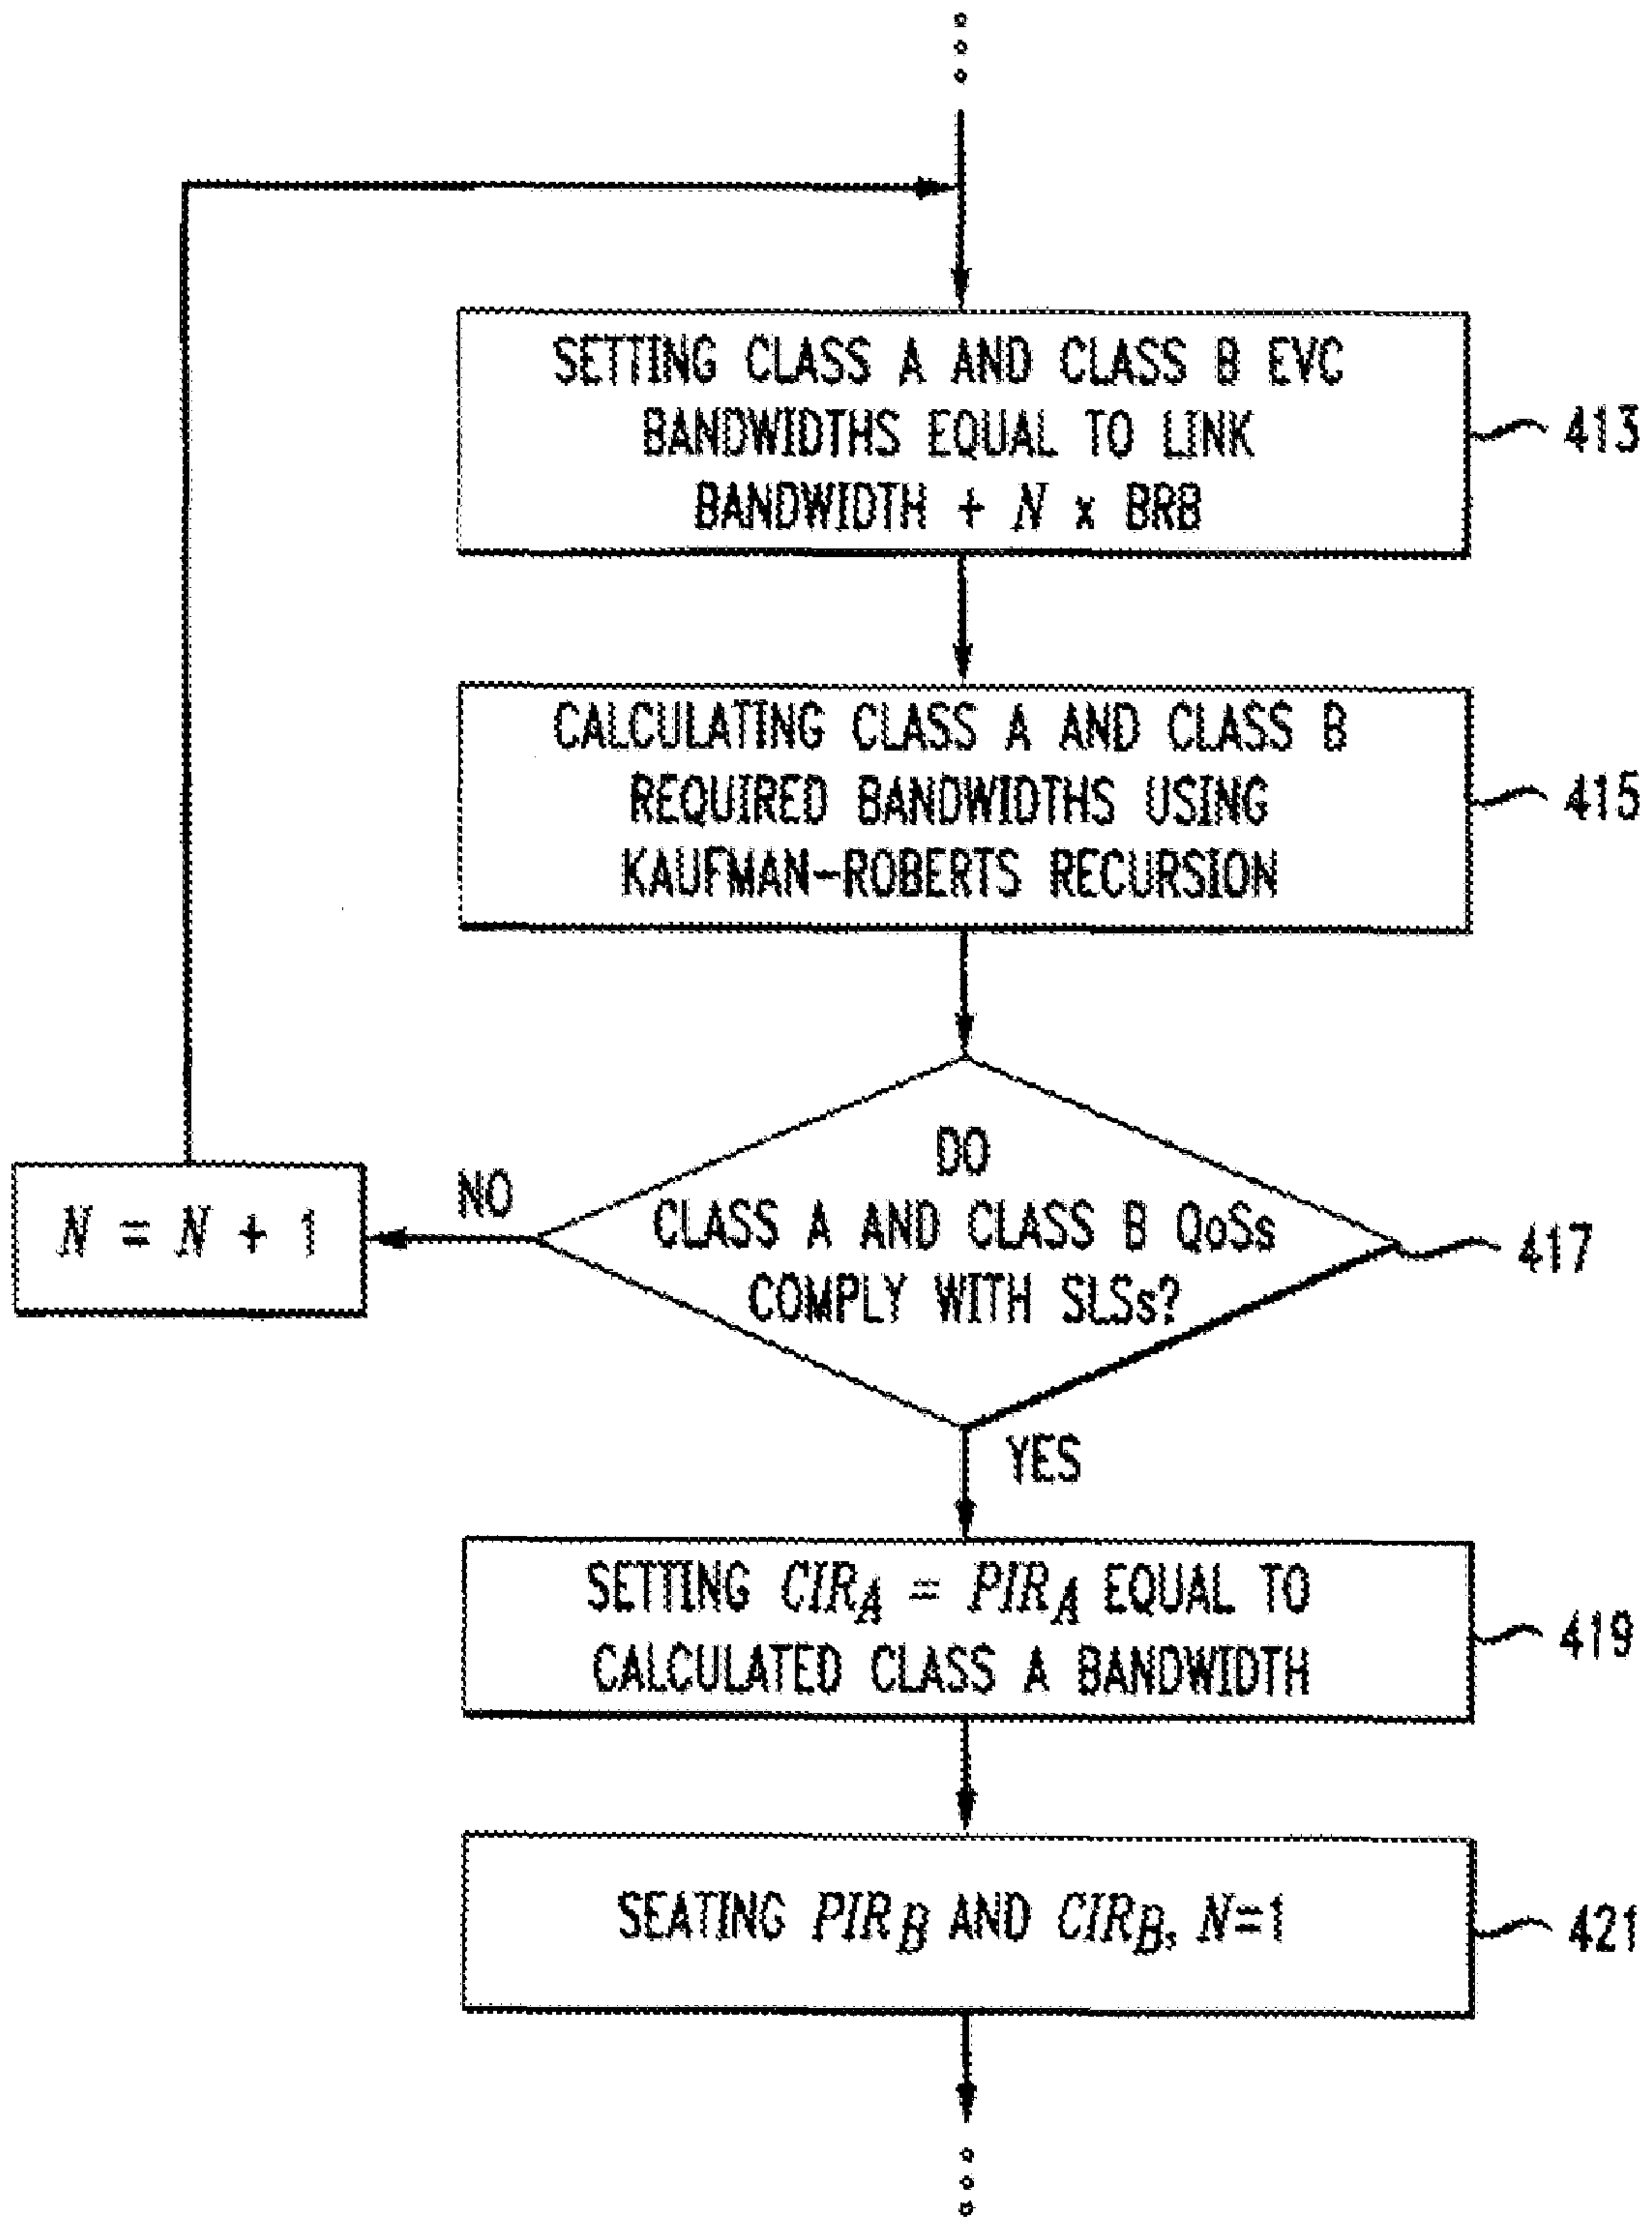 SETTING CLASS A AND CLASS B EVC
BANDWIDTHS EQUAL TO LINK
BANDWIDTH + N x BRB
413
CALCULATING CLASS A AND CLASS B
REQUIRED BANDWIDTHS USING
KAUFMAN-ROBERTS RECURSION
415
DO
CLASS A AND CLASS B QoSs
COMPLY WITH SLSs?
417
NO
N = N + 1
YES
SETTING CIRA = PIRA EQUAL TO
CALCULATED CLASS A BANDWIDTH
419
SEATING PIRB AND CIRB, N=1
421